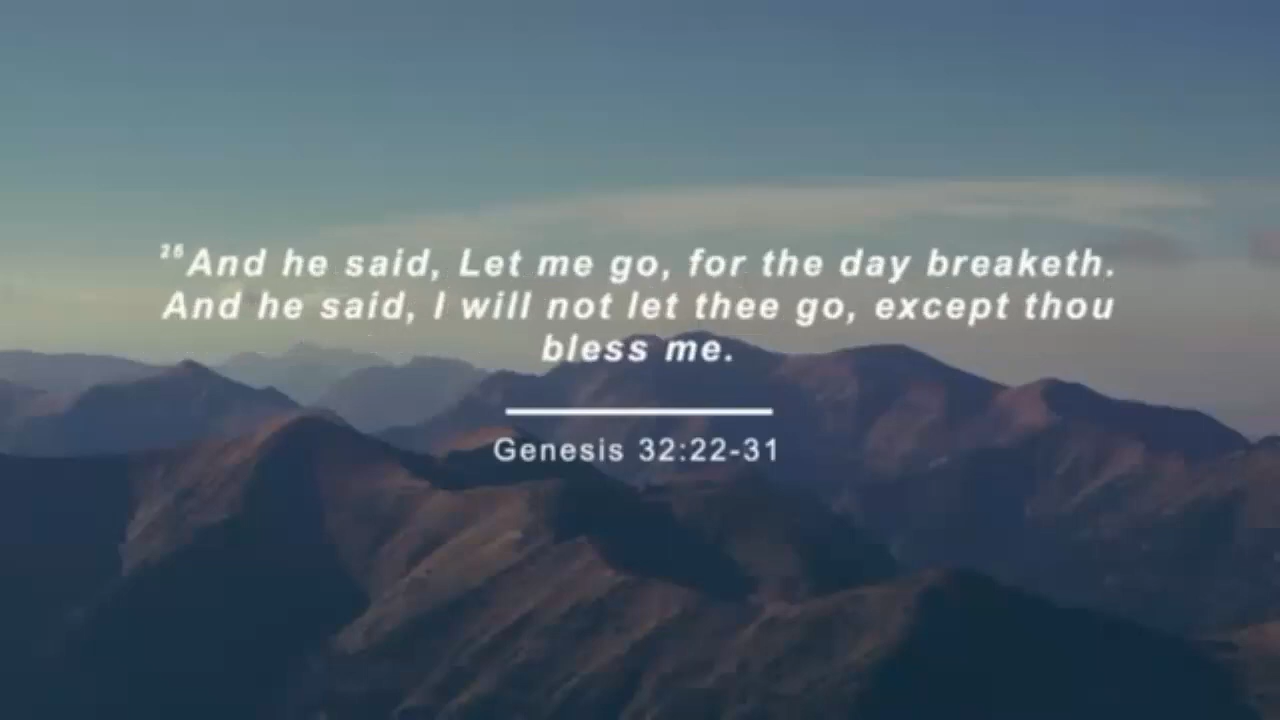 26And he said, Let me go, for the day breaketh.
And he said, I will not let thee go, except thou
bless me.
Genesis 32:22-31